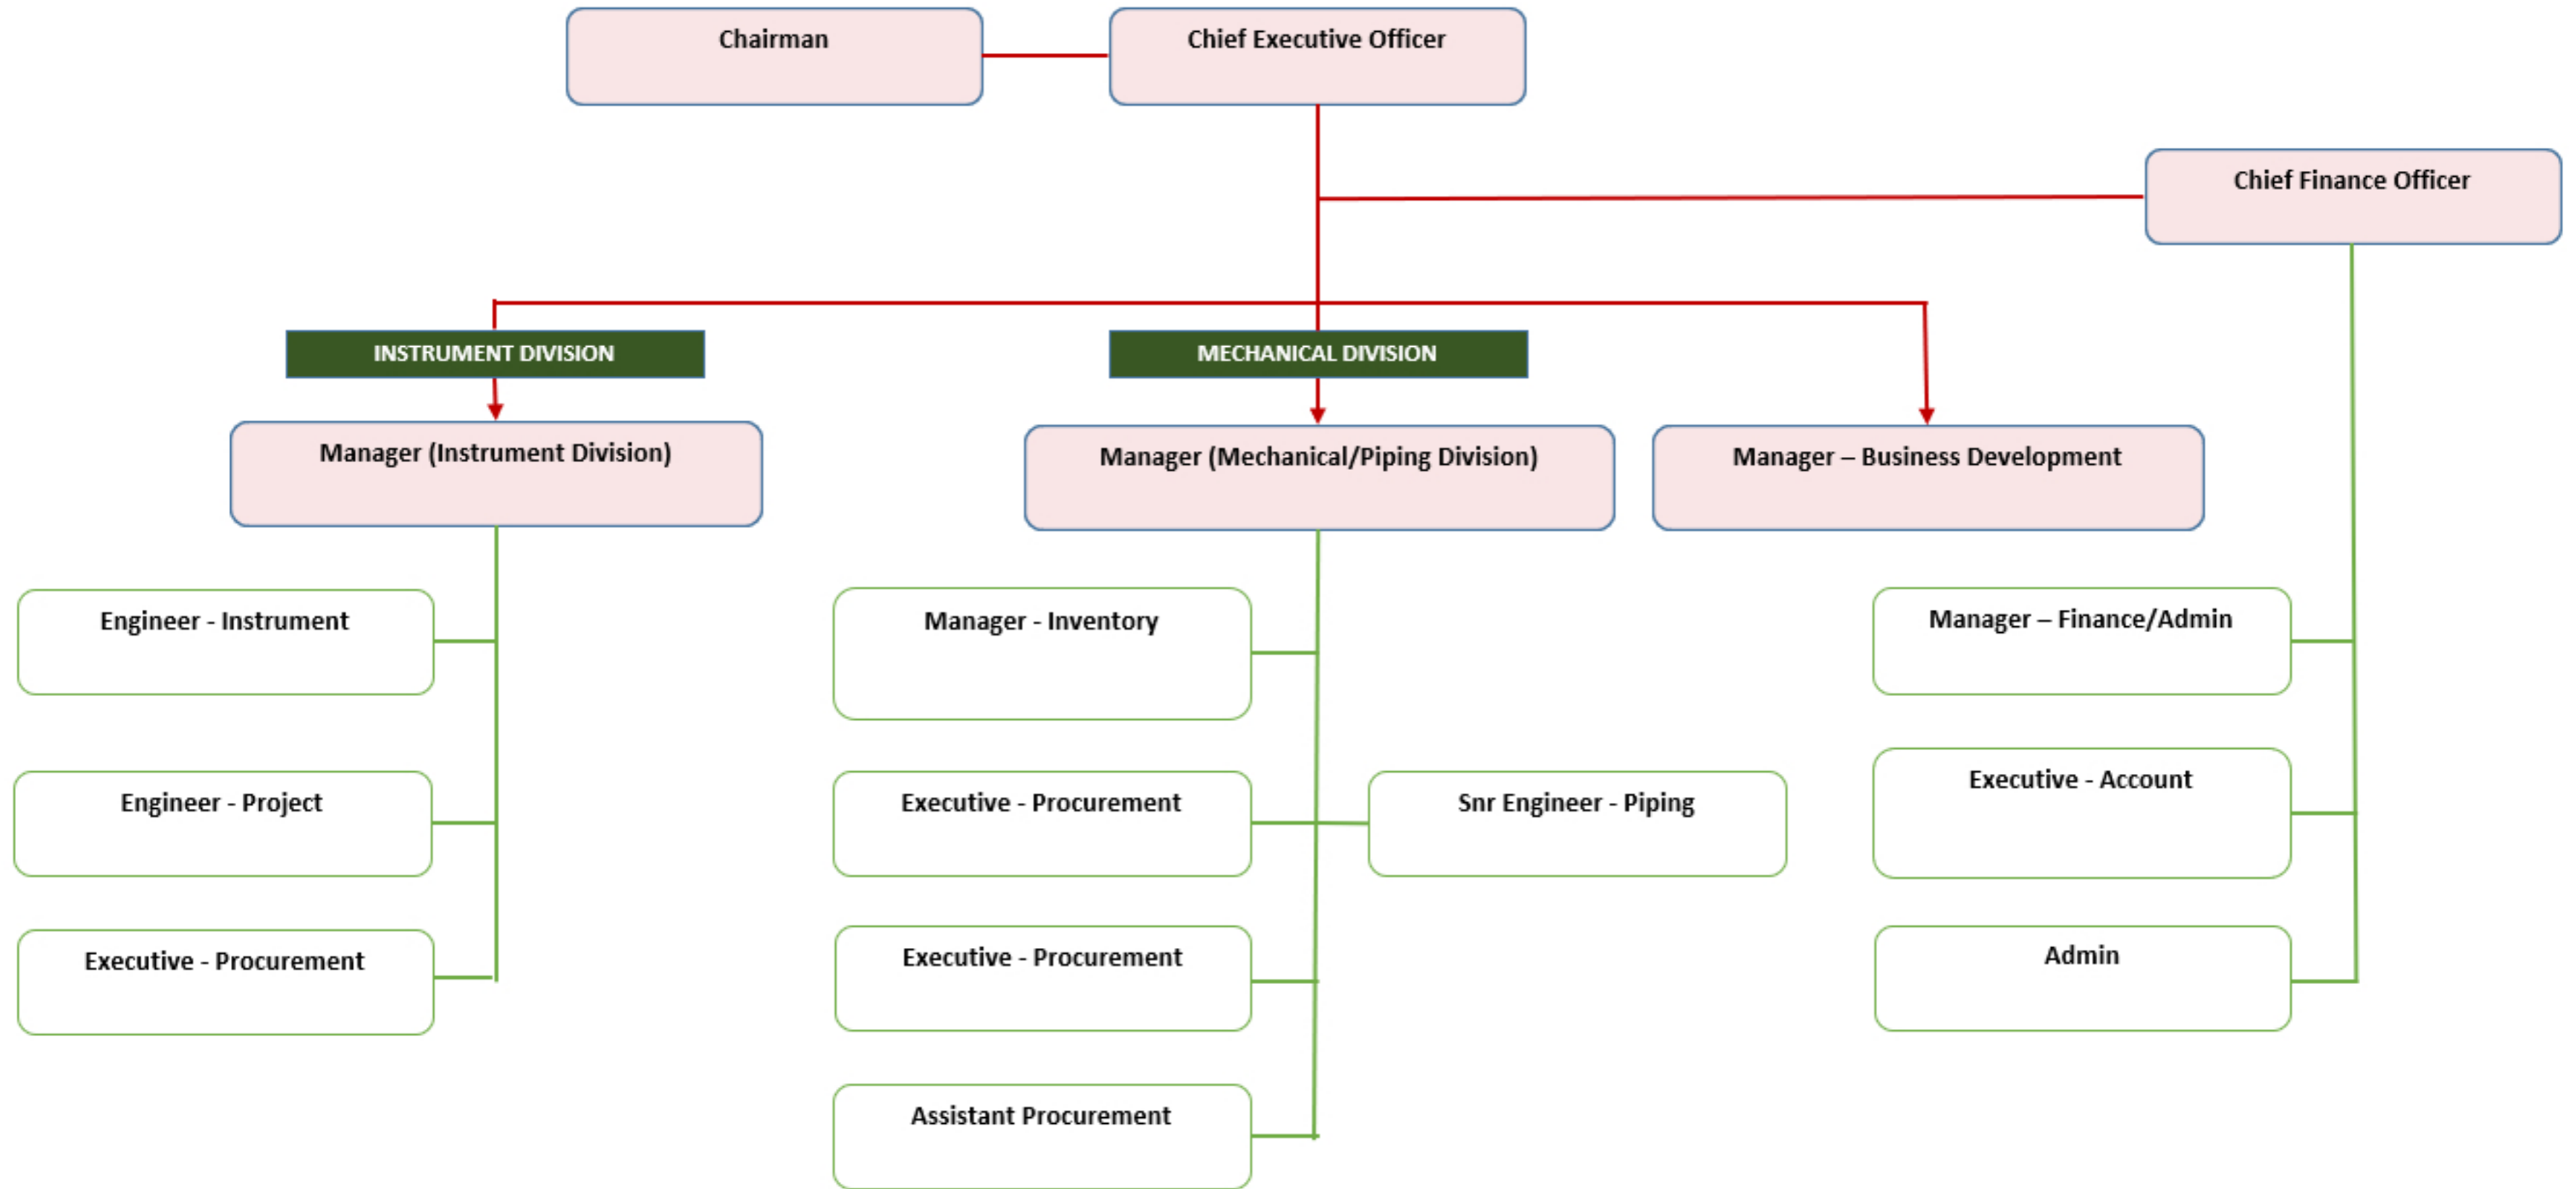 Chairman
Chief Executive Officer
Chief Finance Officer
INSTRUMENT DIVISION
MECHANICAL DIVISION
Manager (Instrument Division)
Manager (Mechanical/Piping Division)
Manager – Business Development
Engineer - Instrument
Manager - Inventory
Manager – Finance/Admin
Engineer - Project
Executive - Procurement
Snr Engineer - Piping
Executive - Account
Executive - Procurement
Executive - Procurement
Admin
Assistant Procurement